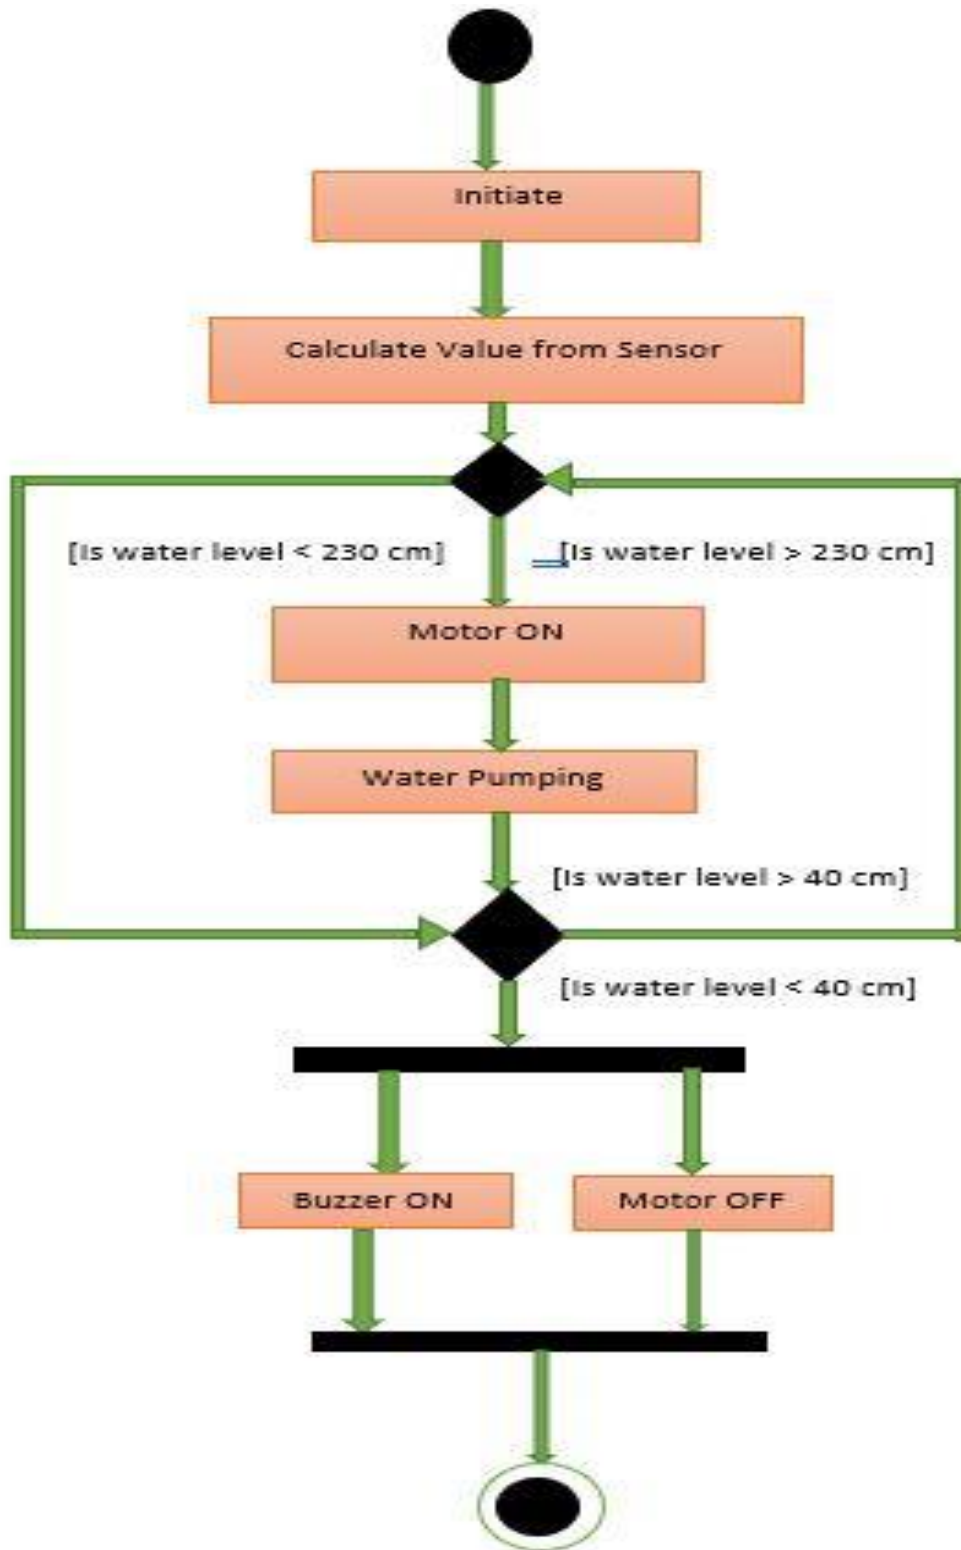 Initiate
Calculate Value from Sensor
[Is water level < 230 cm]
[Is water level > 230 cm]
Motor ON
Water Pumping
[Is water level > 40 cm]
[Is water level < 40 cm]
Buzzer ON
Motor OFF